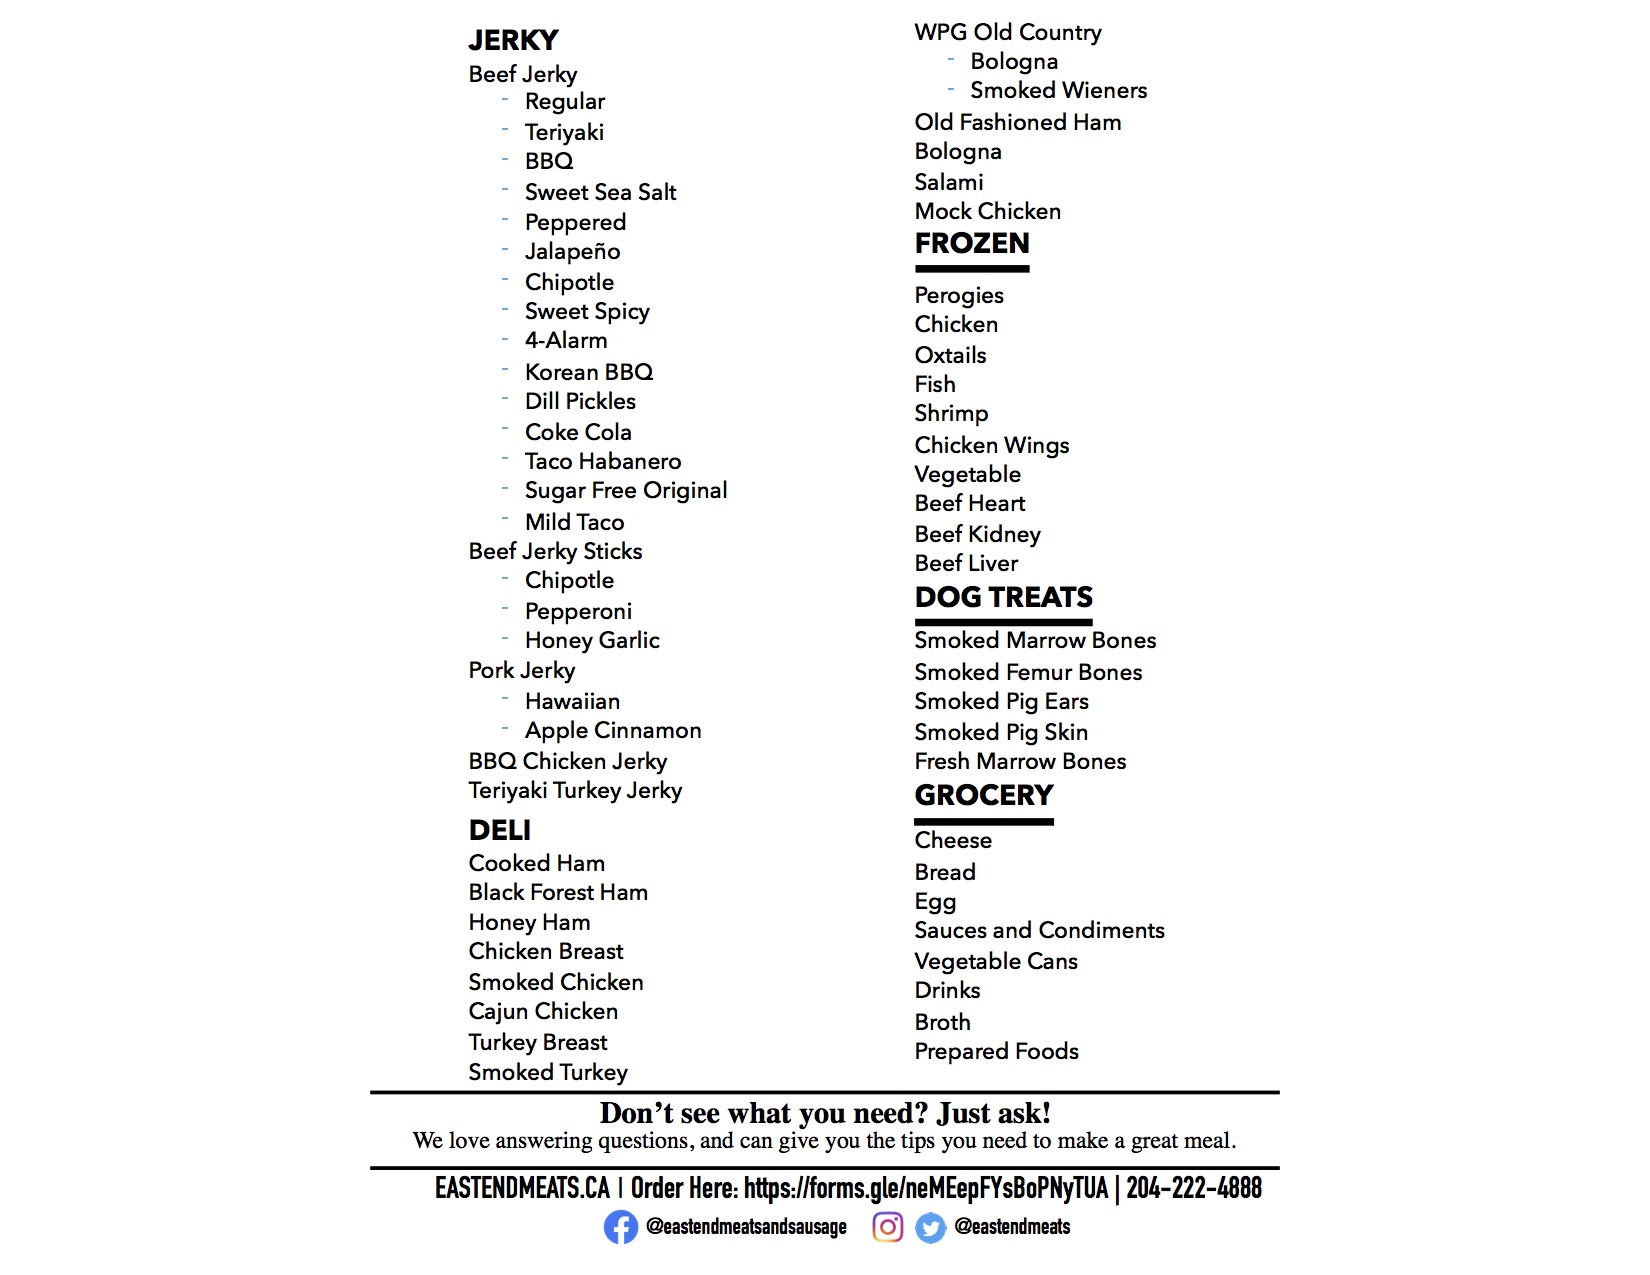 JERKY
Beef Jerky
- Regular
- Teriyaki
- BBQ
- Sweet Sea Salt
- Peppered
- Jalapeño
- Chipotle
- Sweet Spicy
- 4-Alarm
- Korean BBQ
- Dill Pickles
- Coke Cola
- Taco Habanero
- Sugar Free Original
- Mild Taco
Beef Jerky Sticks
- Chipotle
- Pepperoni
- Honey Garlic
Pork Jerky
- Hawaiian
- Apple Cinnamon
BBQ Chicken Jerky
Teriyaki Turkey Jerky
DELI
Cooked Ham
Black Forest Ham
Honey Ham
Chicken Breast
Smoked Chicken
Cajun Chicken
Turkey Breast
Smoked Turkey
WPG Old Country
- Bologna
- Smoked Wieners
Old Fashioned Ham
Bologna
Salami
Mock Chicken
FROZEN
Perogies
Chicken
Oxtails
Fish
Shrimp
Chicken Wings
Vegetable
Beef Heart
Beef Kidney
Beef Liver
DOG TREATS
Smoked Marrow Bones
Smoked Femur Bones
Smoked Pig Ears
Smoked Pig Skin
Fresh Marrow Bones
GROCERY
Cheese
Bread
Egg
Sauces and Condiments
Vegetable Cans
Drinks
Broth
Prepared Foods
Don't see what you need? Just ask!
We love answering questions, and can give you the tips you need to make a great meal.
EASTENDMEATS.CA | Order Here: https://forms.gle/neMEepFYsBoPNyTUA | 204-222-4888
@eastendmeatsandsausage @eastendmeats